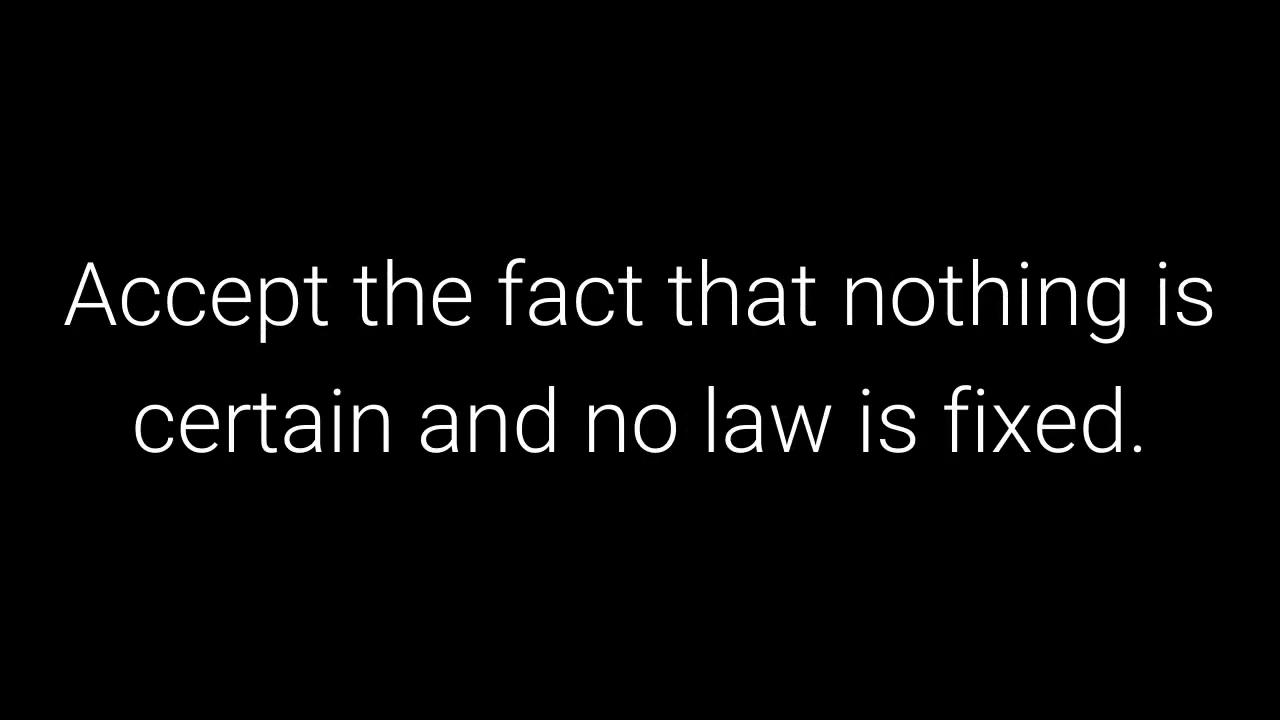 Accept the fact that nothing is
certain and no law is fixed.